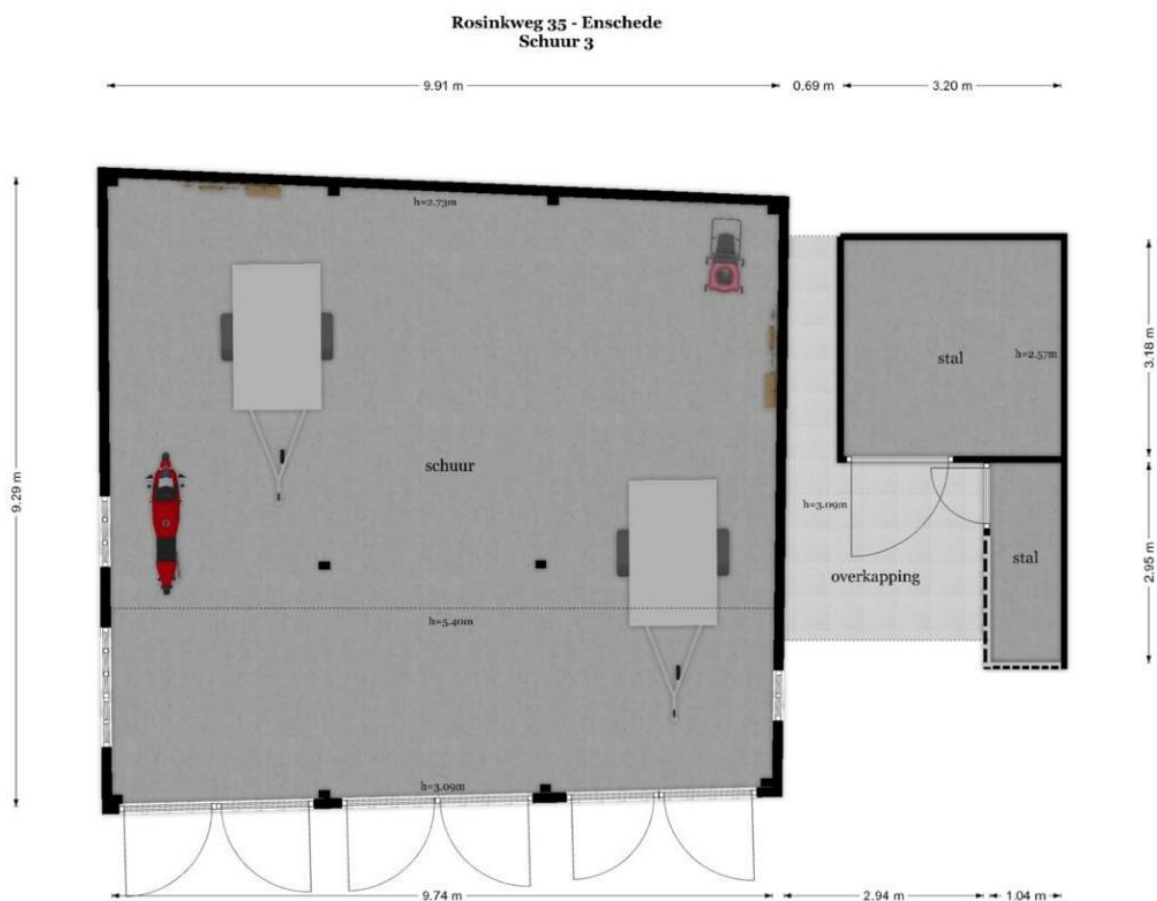 Rosinkweg 35 - Enschede
Schuur 3
9.91 m
0.69 m
3.20 m
h=2.73m
9.29 m
3.18 m
stal
h=2.57m
schuur
h=3.09m
overkapping
stal
2.95 m
h=5.40m
h=3.09m
9.74 m
2.94 m
1.04 m